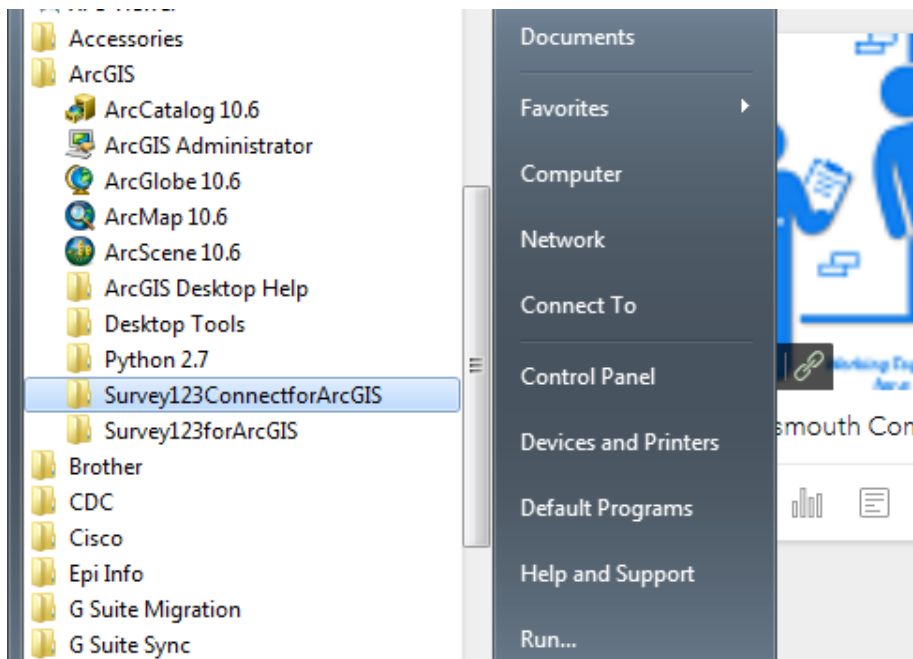 Accessories
ArcGIS
ArcCatalog 10.6
ArcGIS Administrator
ArcGlobe 10.6
ArcMap 10.6
ArcScene 10.6
ArcGIS Desktop Help
Desktop Tools
Python 2.7
Survey123ConnectforArcGIS
Survey123forArcGIS
Brother
CDC
Cisco
Epi Info
G Suite Migration
G Suite Sync
Documents
Favorites
Computer
Network
Connect To
Control Panel
Devices and Printers
Default Programs
Help and Support
Run...
smouth Con